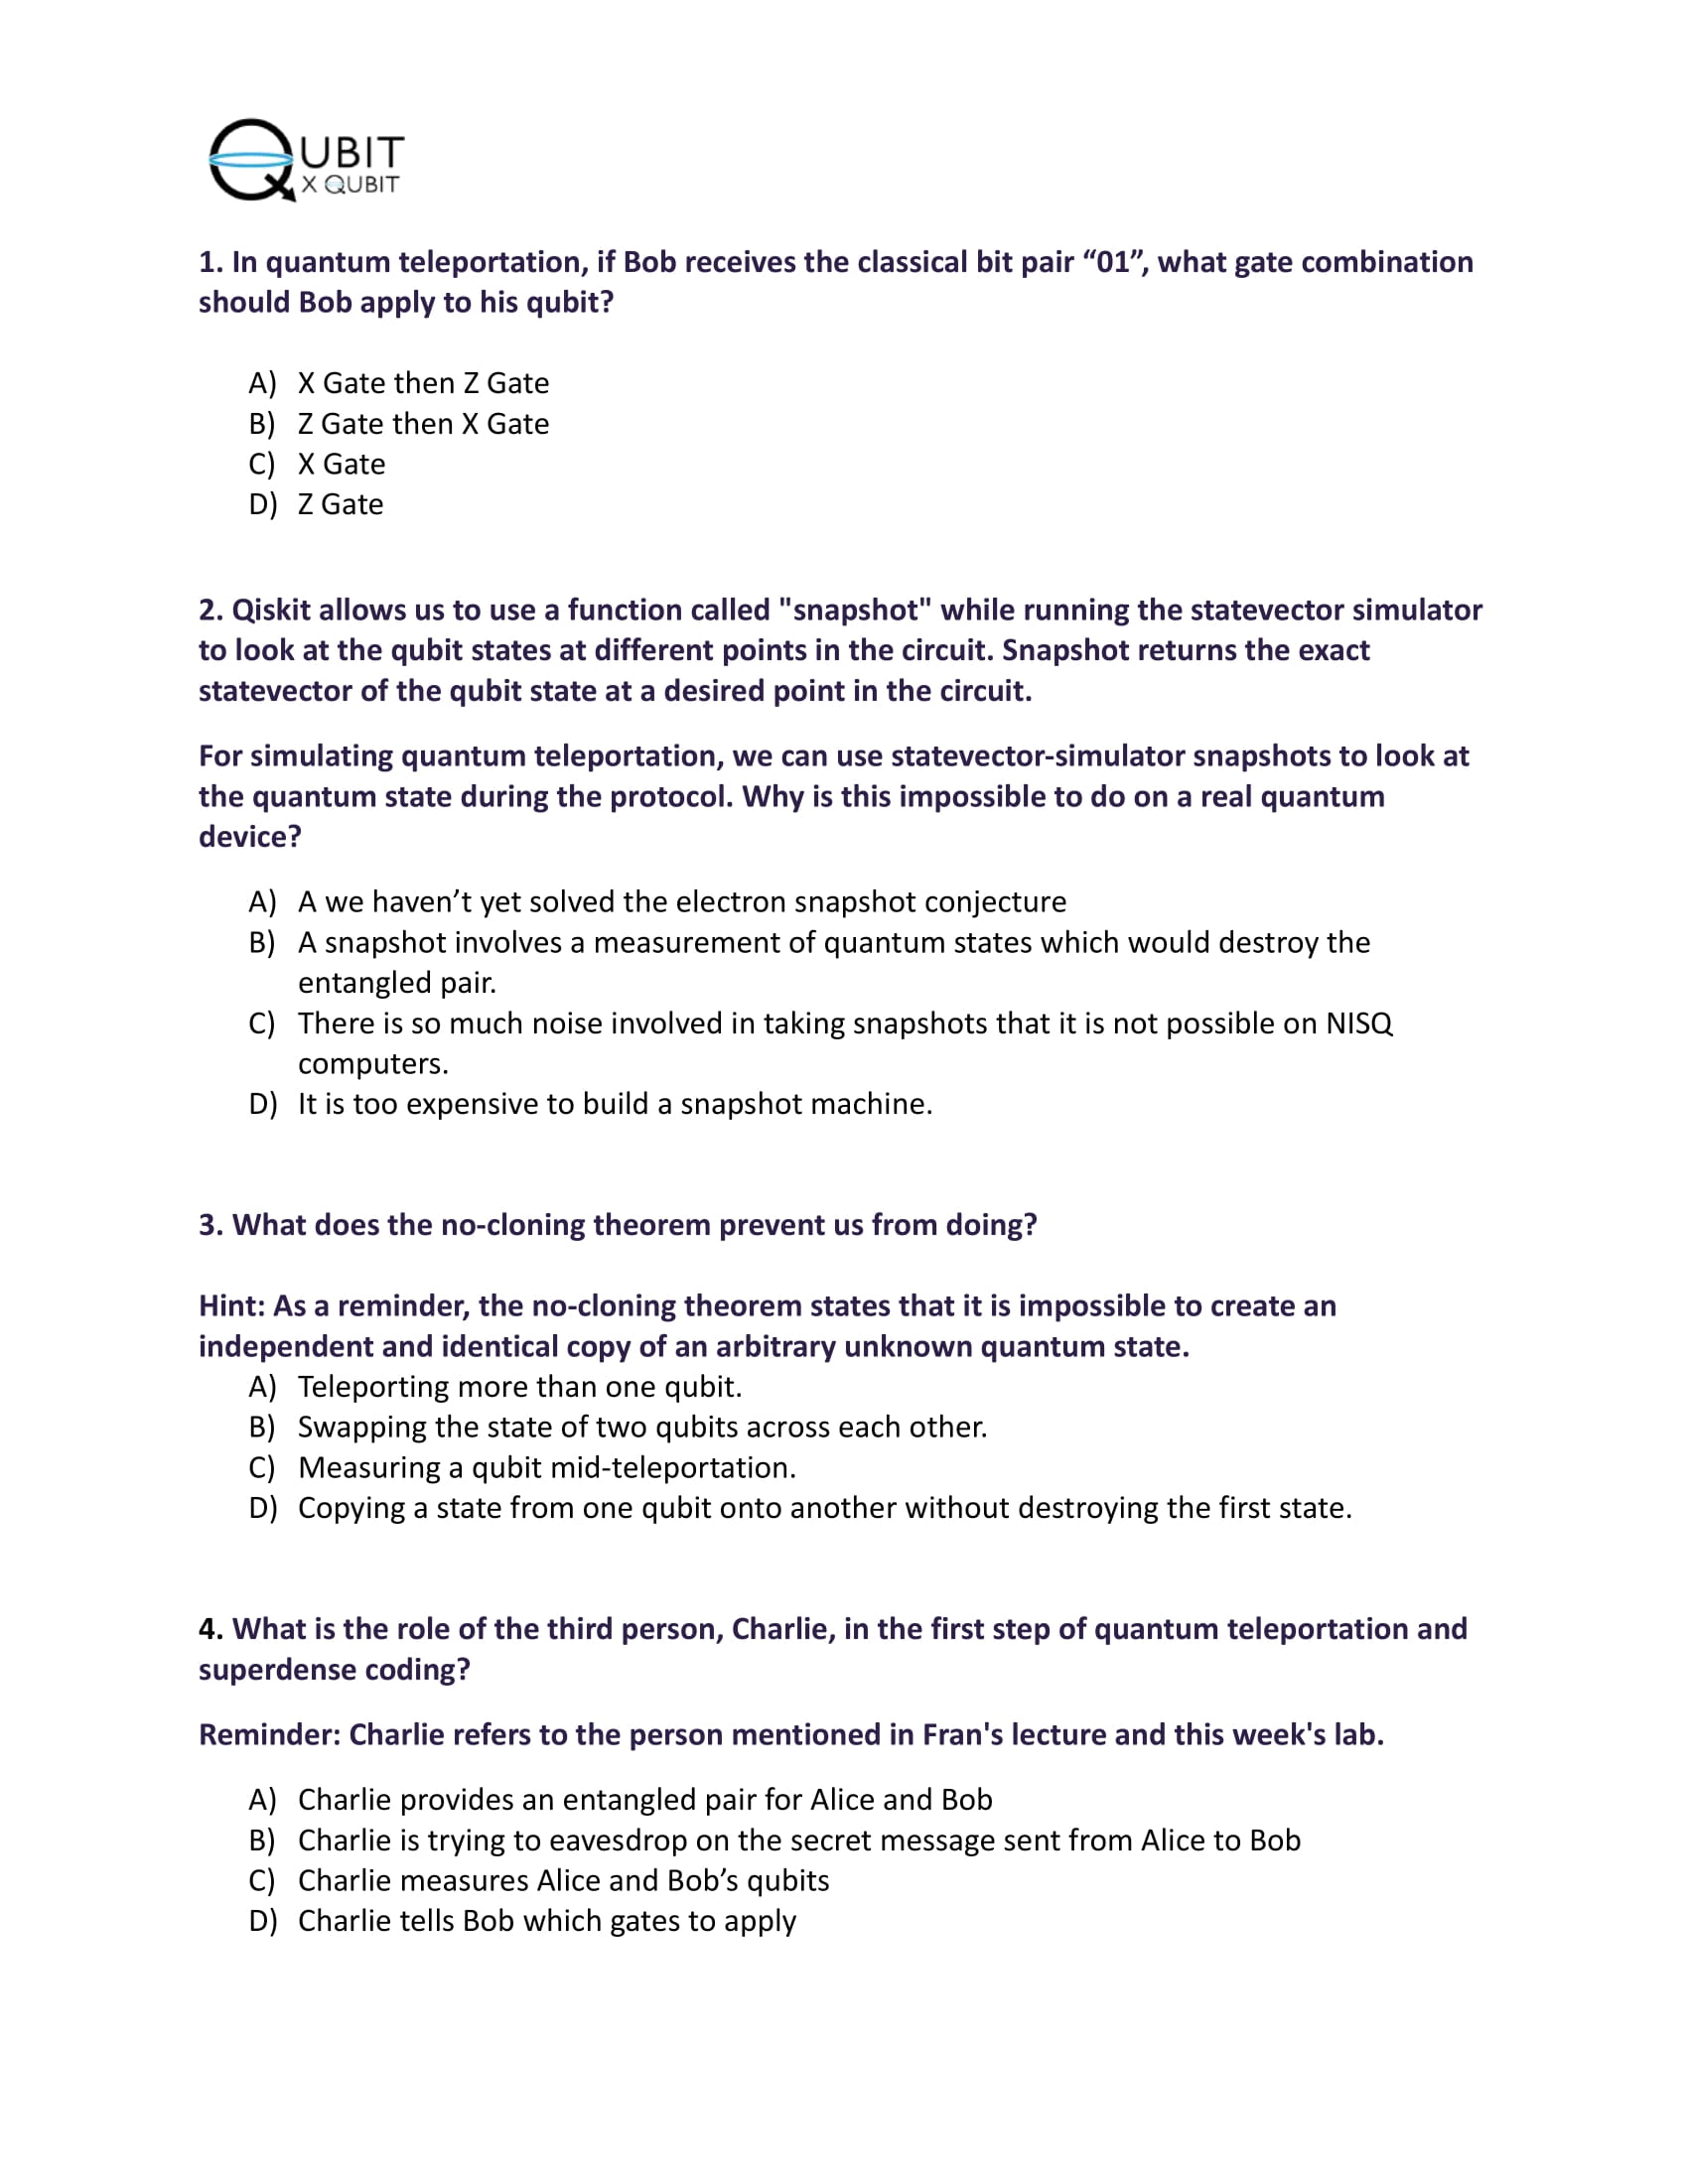 QUBIT
X QUBIT
1. In quantum teleportation, if Bob receives the classical bit pair “01”, what gate combination
should Bob apply to his qubit?
A) X Gate then Z Gate
B) Z Gate then X Gate
C) X Gate
D) Z Gate
2. Qiskit allows us to use a function called "snapshot" while running the statevector simulator
to look at the qubit states at different points in the circuit. Snapshot returns the exact
statevector of the qubit state at a desired point in the circuit.
For simulating quantum teleportation, we can use statevector-simulator snapshots to look at
the quantum state during the protocol. Why is this impossible to do on a real quantum
device?
A) A we haven’t yet solved the electron snapshot conjecture
B) A snapshot involves a measurement of quantum states which would destroy the
entangled pair.
C) There is so much noise involved in taking snapshots that it is not possible on NISQ
computers.
D) It is too expensive to build a snapshot machine.
3. What does the no-cloning theorem prevent us from doing?
Hint: As a reminder, the no-cloning theorem states that it is impossible to create an
independent and identical copy of an arbitrary unknown quantum state.
A) Teleporting more than one qubit.
B) Swapping the state of two qubits across each other.
C) Measuring a qubit mid-teleportation.
D) Copying a state from one qubit onto another without destroying the first state.
4. What is the role of the third person, Charlie, in the first step of quantum teleportation and
superdense coding?
Reminder: Charlie refers to the person mentioned in Fran's lecture and this week's lab.
A) Charlie provides an entangled pair for Alice and Bob
B) Charlie is trying to eavesdrop on the secret message sent from Alice to Bob
C) Charlie measures Alice and Bob’s qubits
D) Charlie tells Bob which gates to apply